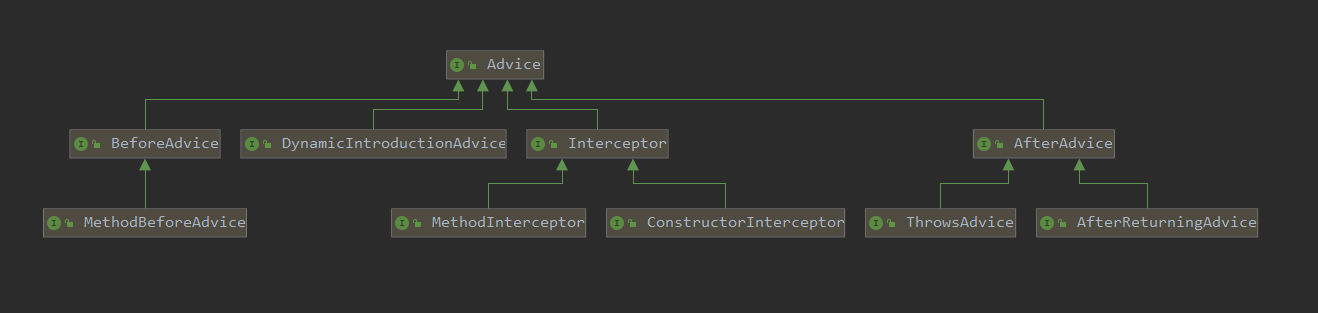 Advice
BeforeAdvice DynamicIntroductionAdvice Interceptor AfterAdvice
MethodBeforeAdvice MethodInterceptor ConstructorInterceptor ThrowsAdvice AfterReturningAdvice